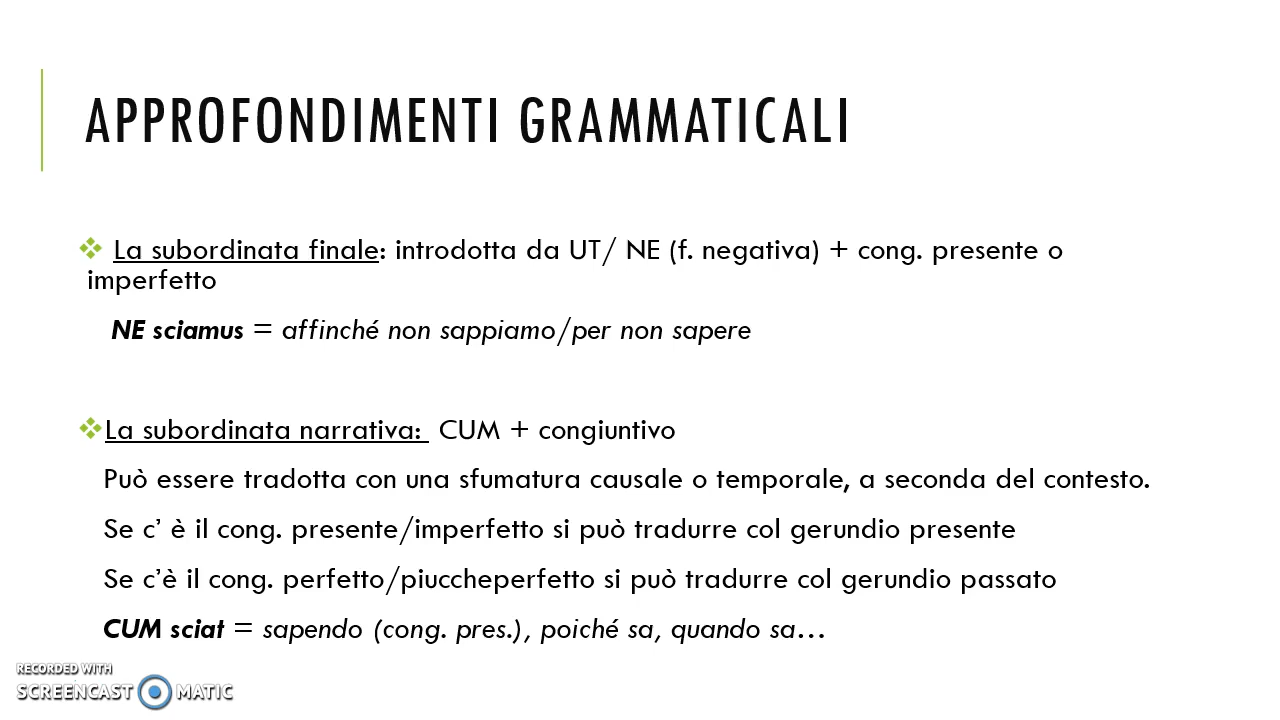 APPROFONDIMENTI GRAMMATICALI
La subordinata finale: introdotta da UT/ NE (f. negativa) + cong. presente o
imperfetto
NE sciamus = affinché non sappiamo/per non sapere
La subordinata narrativa: CUM + congiuntivo
Può essere tradotta con una sfumatura causale o temporale, a seconda del contesto.
Se c’ è il cong. presente/imperfetto si può tradurre col gerundio presente
Se c’è il cong. perfetto/piuccheperfetto si può tradurre col gerundio passato
CUM sciat = sapendo (cong. pres.), poiché sa, quando sa…
RECORDED WITH
SCREENCAST MATIC